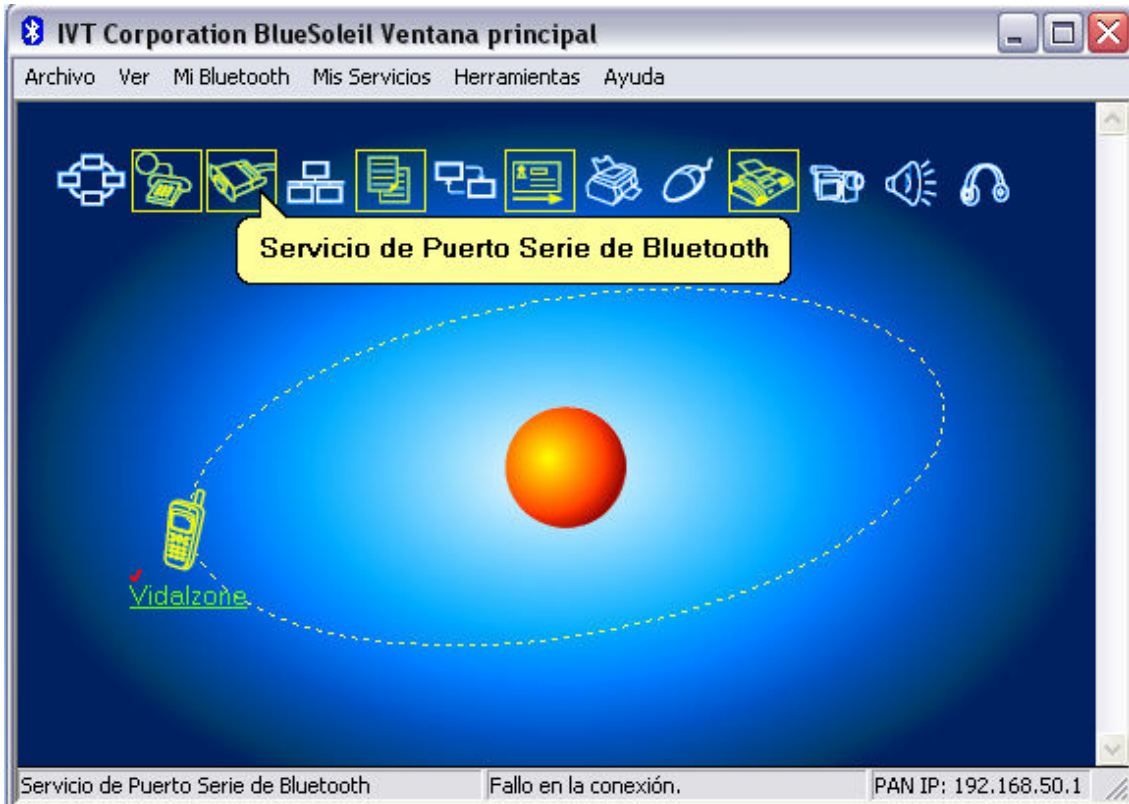 IVT Corporation BlueSoleil Ventana principal
Archivo Ver Mi Bluetooth Mis Servicios Herramientas Ayuda
Servicio de Puerto Serie de Bluetooth
Vidalzone
Servicio de Puerto Serie de Bluetooth Fallo en la conexión. PAN IP: 192.168.50.1